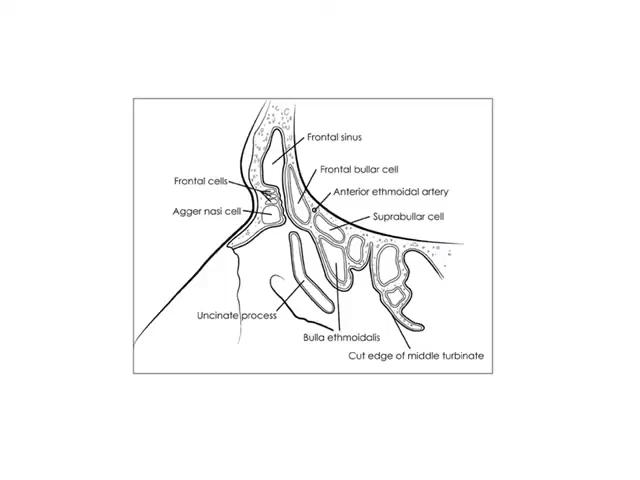 Frontal sinus
Frontal bullar cell
Frontal cells
Anterior ethmoidal artery
Agger nasi cell
Suprabullar cell
Uncinate process
Bulla ethmoidalis
Cut edge of middle turbinate